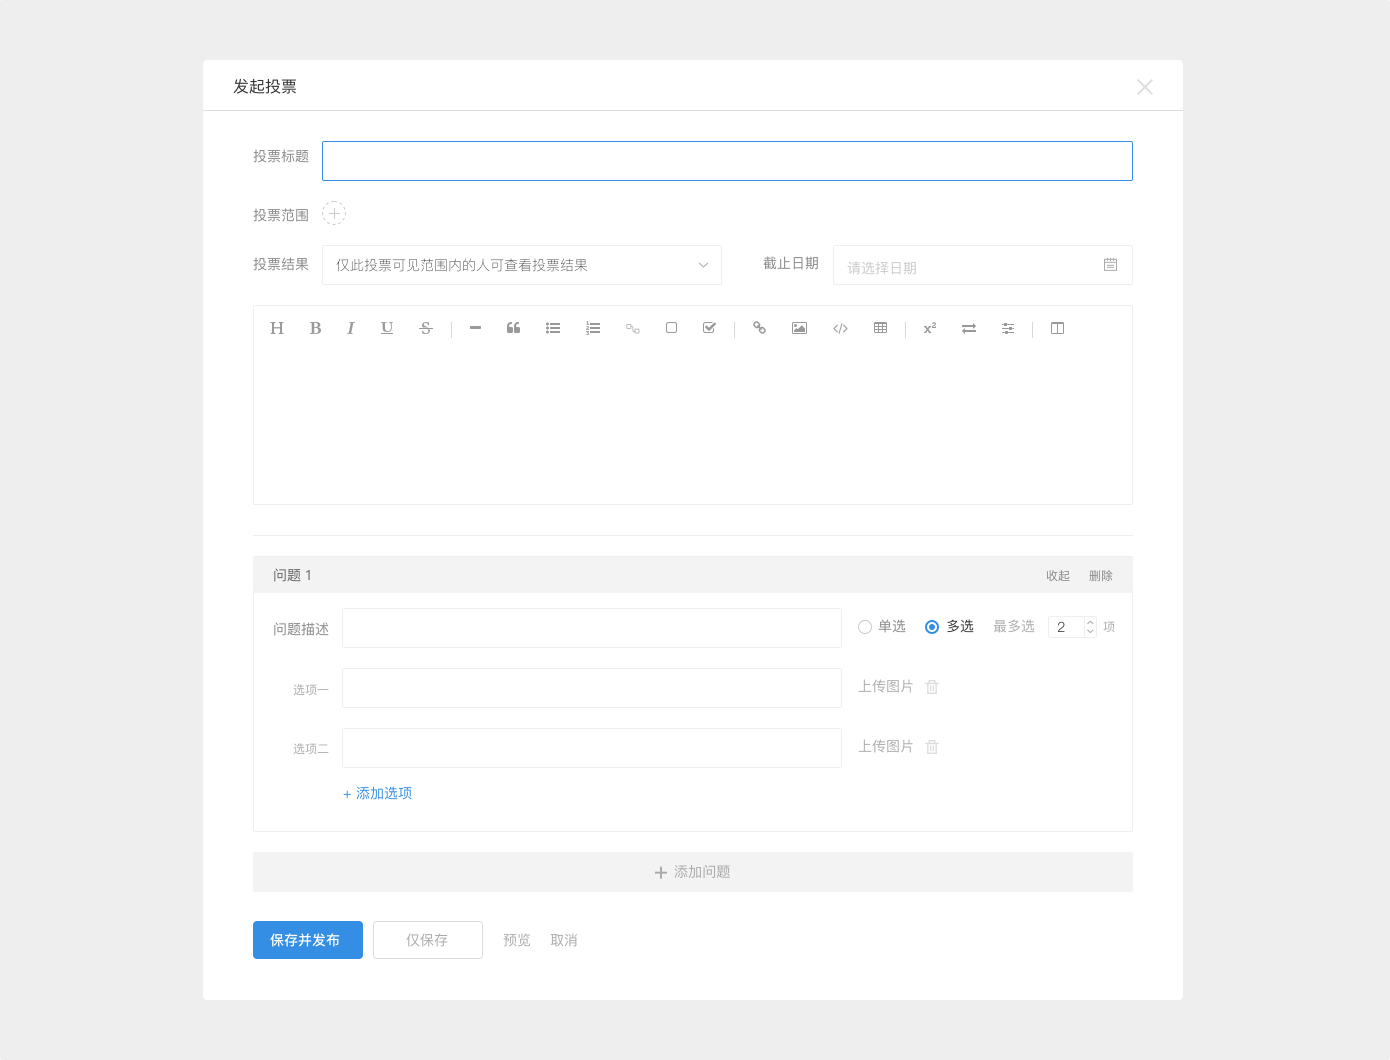 发起投票
投票标题
投票范围
投票结果 仅此投票可见范围内的人可查看投票结果 截止日期 请选择日期
H B I U S x²
问题 1 收起 删除
问题描述 单选 多选 最多选 2 项
选项一 上传图片
选项二 上传图片
+ 添加选项
+ 添加问题
保存并发布 仅保存 预览 取消